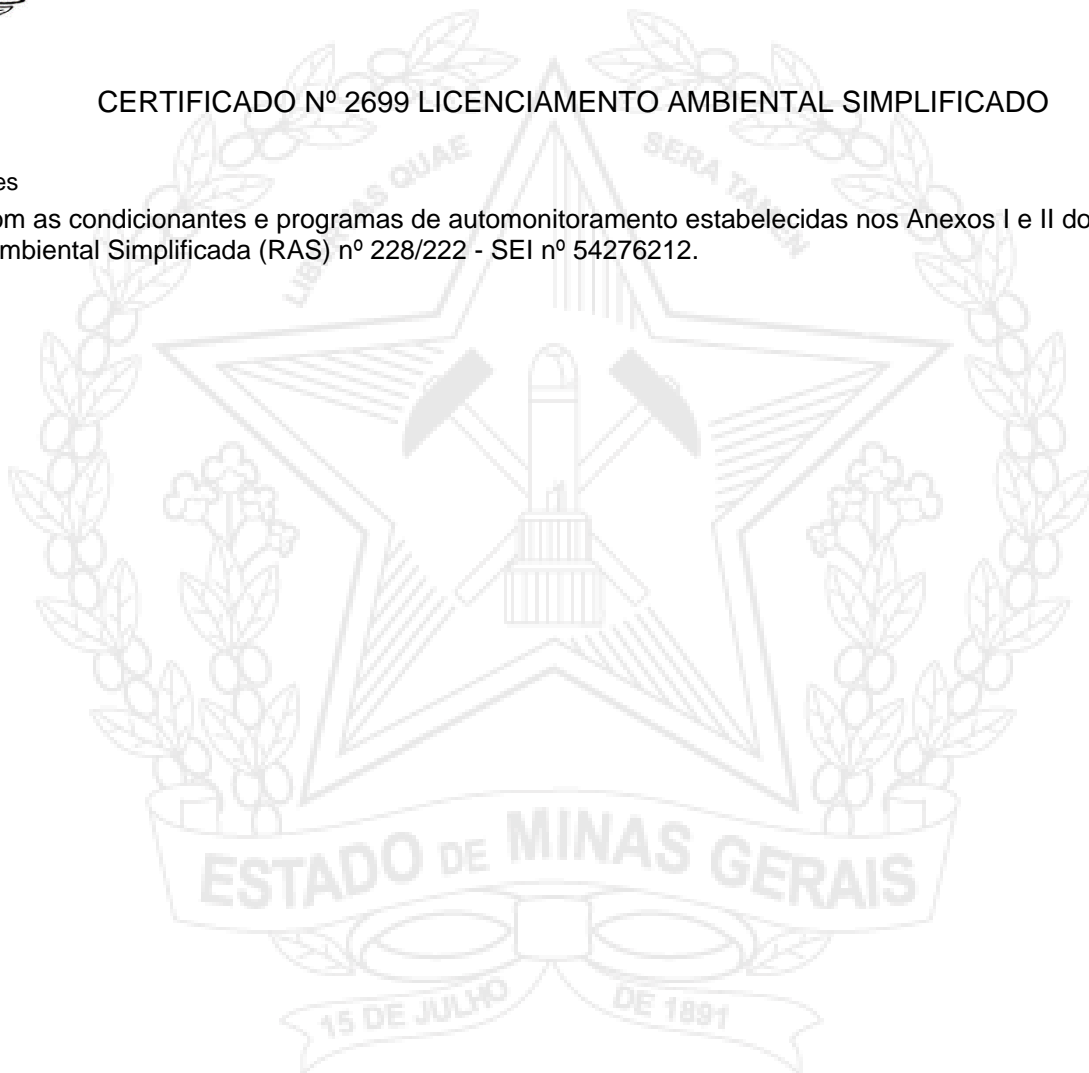 CERTIFICADO Nº 2699 LICENCIAMENTO AMBIENTAL SIMPLIFICADO
es
om as condicionantes e programas de automonitoramento estabelecidas nos Anexos I e II do
mbiental Simplificada (RAS) nº 228/222 - SEI nº 54276212.
LIBERTAS QUAE SERA TAMEN
ESTADO DE MINAS GERAIS
15 DE JULHO DE 1891